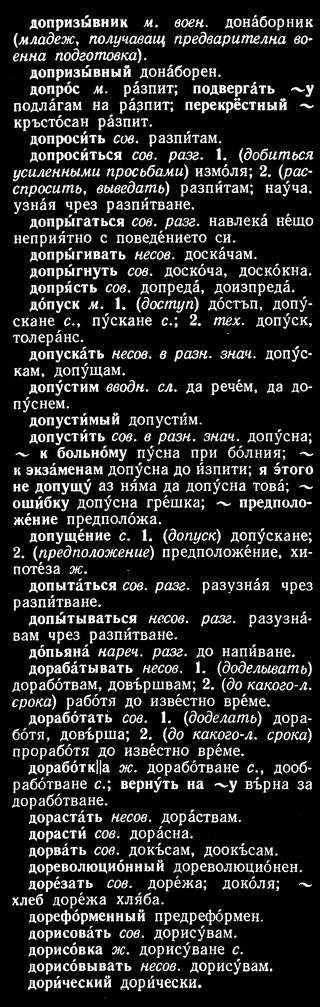 допризы́вник м. воен. дона́борник
(младеж, получаващ предварителна во-
енна подготовка).
допризы́вный дона́борен.
допро́с м. ра́зпит; подверга́ть ~у
подла́гам на ра́зпит; перекрёстный ~
кръсто́сан ра́зпит.
допроси́ть сов. разпи́там.
допроси́ться сов. разг. 1. (добиться
усиленными просьбами) измо́ля; 2. (рас-
спросить, выведать) разпи́там; нау́ча,
узна́я чрез разпи́тване.
допры́гаться сов. разг. навлека́ не́що
неприя́тно с поведе́нието си.
допры́гивать несов. доска́чам.
допры́гнуть сов. доско́ча, доско́кна.
допря́сть сов. допреда́, доизпреда́.
до́пуск м. 1. (доступ) до́стъп, допу́-
скане с., пу́скане с.; 2. тех. допу́ск,
толера́нс.
допуска́ть несов. в разн. знач. допу́с-
кам, допу́щам.
допу́стим вводн. сл. да рече́м, да до-
пу́снем.
допусти́мый допусти́м.
допусти́ть сов. в разн. знач. допу́сна;
~ к больно́му пу́сна при бо́лния; ~
к экза́менам допу́сна до и́зпити; я э́того
не допущу́ аз ня́ма да допу́сна това́; ~
оши́бку допу́сна гре́шка; ~ предполо-
же́ние предполо́жа.
допуще́ние с. 1. (допуск) допу́скане;
2. (предположение) предположе́ние, хи-
поте́за ж.
допыта́ться сов. разг. разузна́я чрез
разпи́тване.
допы́тываться несов. разг. разузна́-
вам чрез разпи́тване.
до́пьяна́ нареч. разг. до напи́ване.
дораба́тывать несов. 1. (доделывать)
дорабо́твам, довъ́ршвам; 2. (до какого-л.
срока) рабо́тя до изве́стно вре́ме.
дорабо́тать сов. 1. (доделать) дора-
бо́тя, довъ́рша; 2. (до какого-л. срока)
прорабо́тя до изве́стно вре́ме.
дорабо́тк||а ж. дорабо́тване с., дооб-
рабо́тване с.; верну́ть на ~у въ́рна за
дорабо́тване.
дораста́ть несов. дора́ствам.
дорасти́ сов. дора́сна.
дорва́ть сов. докъ́сам, доокъ́сам.
дореволюцио́нный дореволюцио́нен.
доре́зать сов. доре́жа; доко́ля; ~
хлеб доре́жа хля́ба.
дорефо́рменный предрефо́рмен.
дорисова́ть сов. дорису́вам.
дорисо́вка ж. дорису́ване с.
дорисо́вывать несов. дорису́вам.
дори́ческий дори́чески.